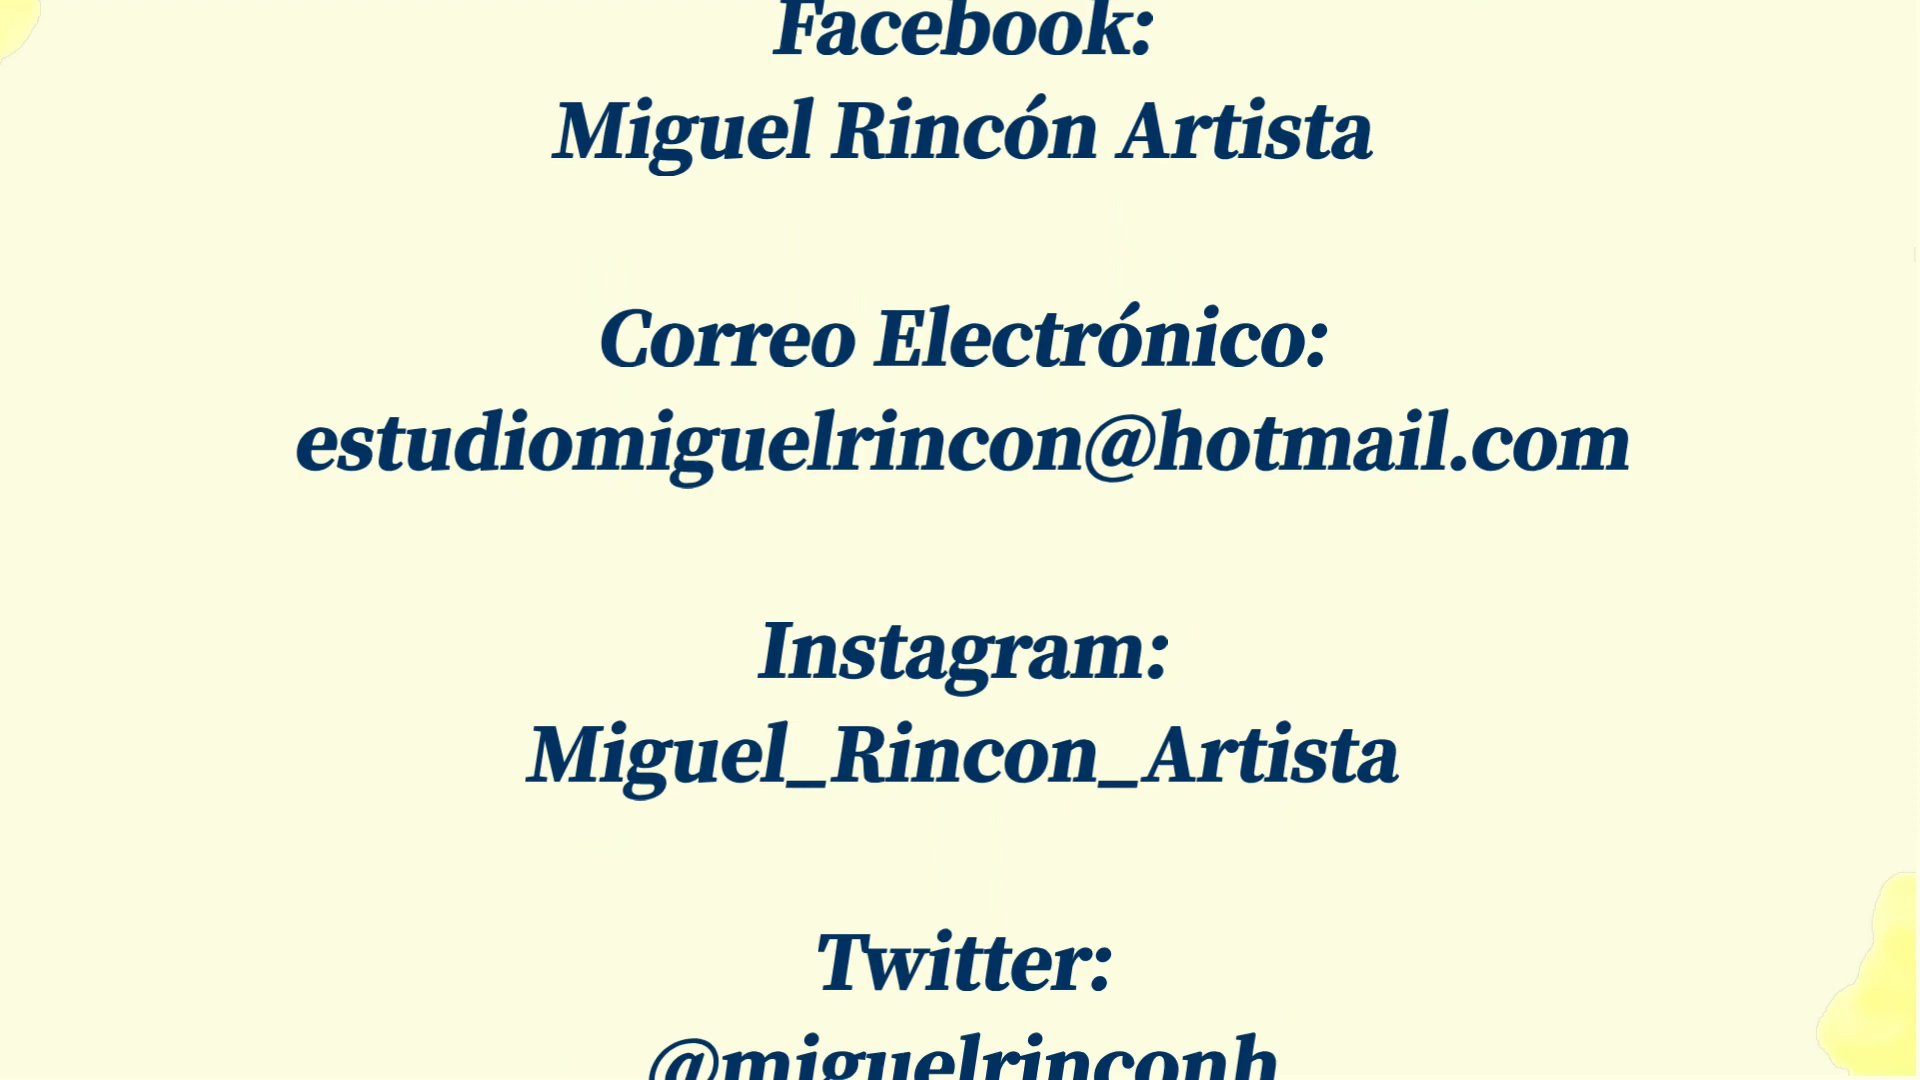 Facebook:
Miguel Rincón Artista
Correo Electrónico:
estudiomiguelrincon@hotmail.com
Instagram:
Miguel_Rincon_Artista
Twitter:
@miguelrinconh